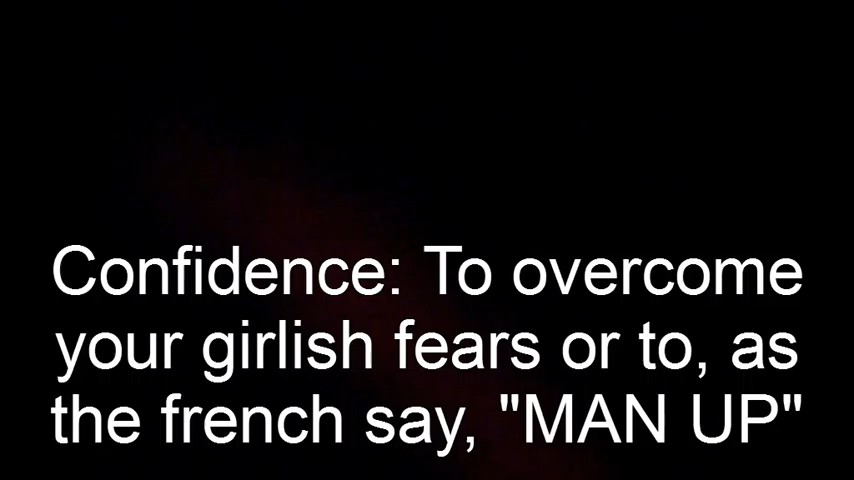 Confidence: To overcome
your girlish fears or to, as
the french say, "MAN UP"